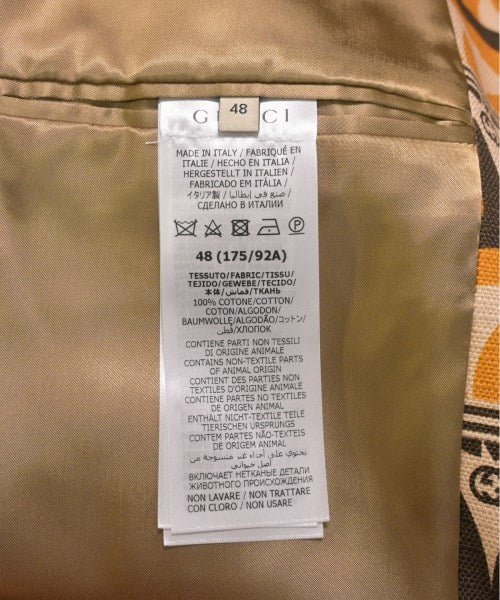 GUCCI
48
MADE IN ITALY / FABRIQUÉ EN
ITALIE / HECHO EN ITALIA /
HERGESTELLT IN ITALIEN /
FABRICADO EM ITÁLIA /
イタリア製 / صنع في إيطاليا /
СДЕЛАНО В ИТАЛИИ
P
48 (175/92A)
TESSUTO/FABRIC/TISSU/
TEJIDO/GEWEBE/TECIDO/
本体/قماش/ТКАНЬ
100% COTONE/COTTON/
COTON/ALGODON/
BAUMWOLLE/ALGODÃO/コットン/
قطن/ХЛОПОК
CONTIENE PARTI NON TESSILI
DI ORIGINE ANIMALE
CONTAINS NON-TEXTILE PARTS
OF ANIMAL ORIGIN
CONTIENT DES PARTIES NON
TEXTILES D'ORIGINE ANIMALE
CONTIENE PARTES NO TEXTILES
DE ORIGEN ANIMAL
ENTHÄLT NICHT-TEXTILE TEILE
TIERISCHEN URSPRUNGS
CONTEM PARTES NÃO-TEXTEIS
DE ORIGEM ANIMAL
يحتوي على أجزاء غير منسوجة من
أصل حيواني
ВКЛЮЧАЕТ НЕТКАНЫЕ ДЕТАЛИ
ЖИВОТНОГО ПРОИСХОЖДЕНИЯ
NON LAVARE / NON TRATTARE
CON CLORO / NON USARE